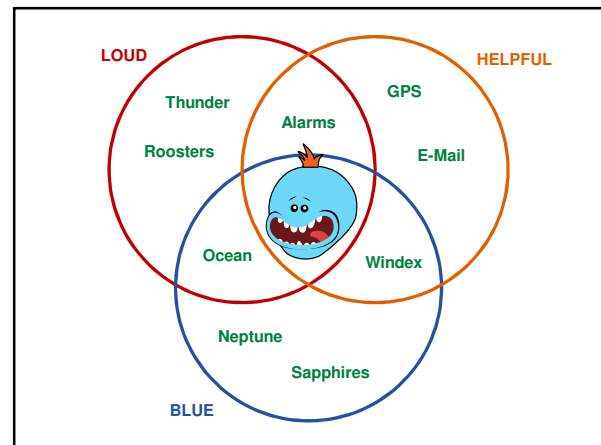 LOUD
HELPFUL
GPS
Thunder
Alarms
Roosters
E-Mail
Ocean
Windex
Neptune
Sapphires
BLUE